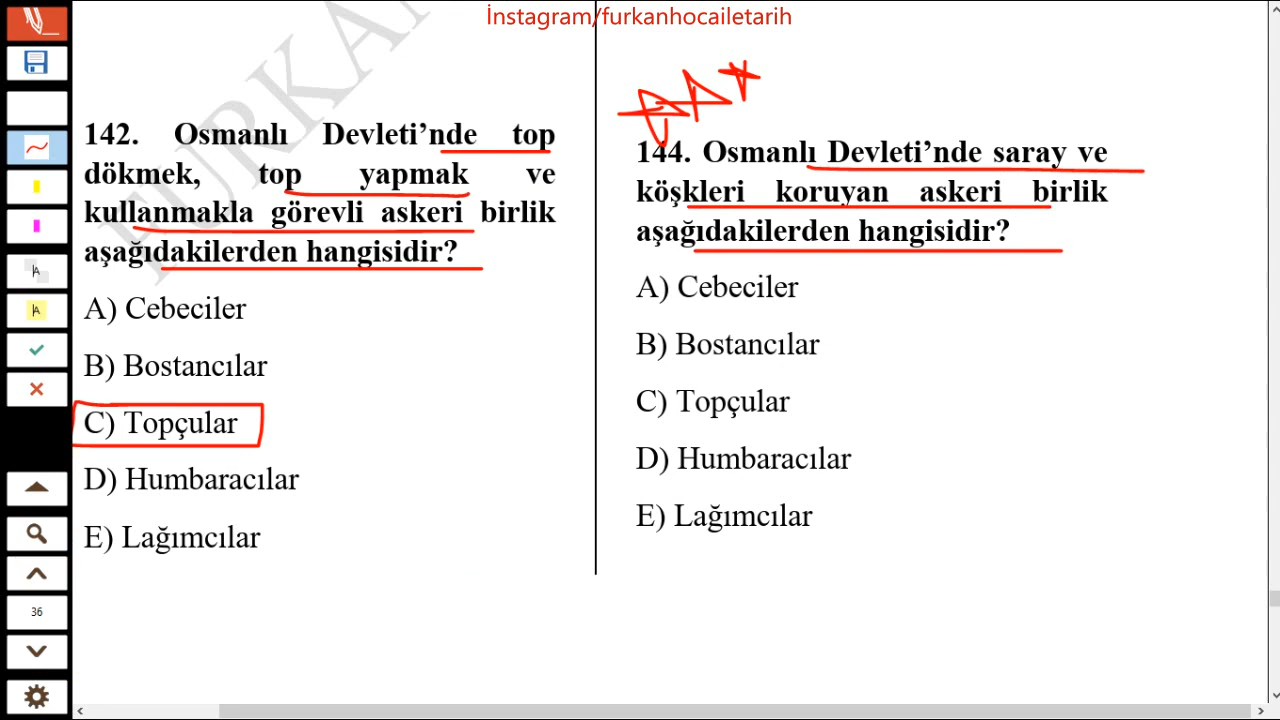 İnstagram/furkanhocailetarih
FURKAN
142. Osmanlı Devleti’nde top
dökmek, top yapmak ve
kullanmakla görevli askeri birlik
aşağıdakilerden hangisidir?
A) Cebeciler
B) Bostancılar
C) Topçular
D) Humbaracılar
E) Lağımcılar
144. Osmanlı Devleti’nde saray ve
köşkleri koruyan askeri birlik
aşağıdakilerden hangisidir?
A) Cebeciler
B) Bostancılar
C) Topçular
D) Humbaracılar
E) Lağımcılar
36